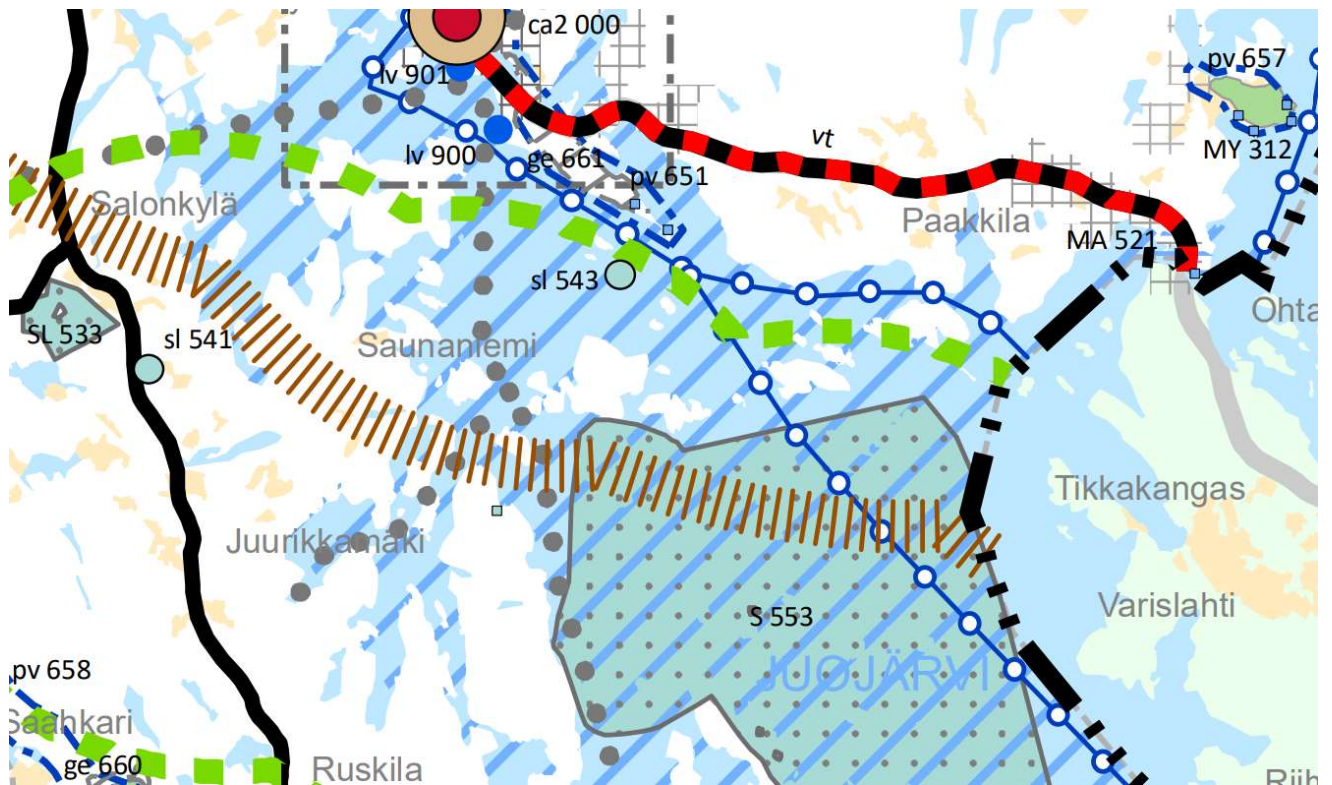 ca2 000
pv 657
lv 901
vt
lv 900
ge 661
MY 312
pv 651
Salonkylä
Paakkila
MA 521
sl 543
SL 533
sl 541
Saunaniemi
Tikkakangas
Juurikkamäki
Varislahti
S 553
JUOJÄRVI
pv 658
Saahkari
ge 660
Ruskila